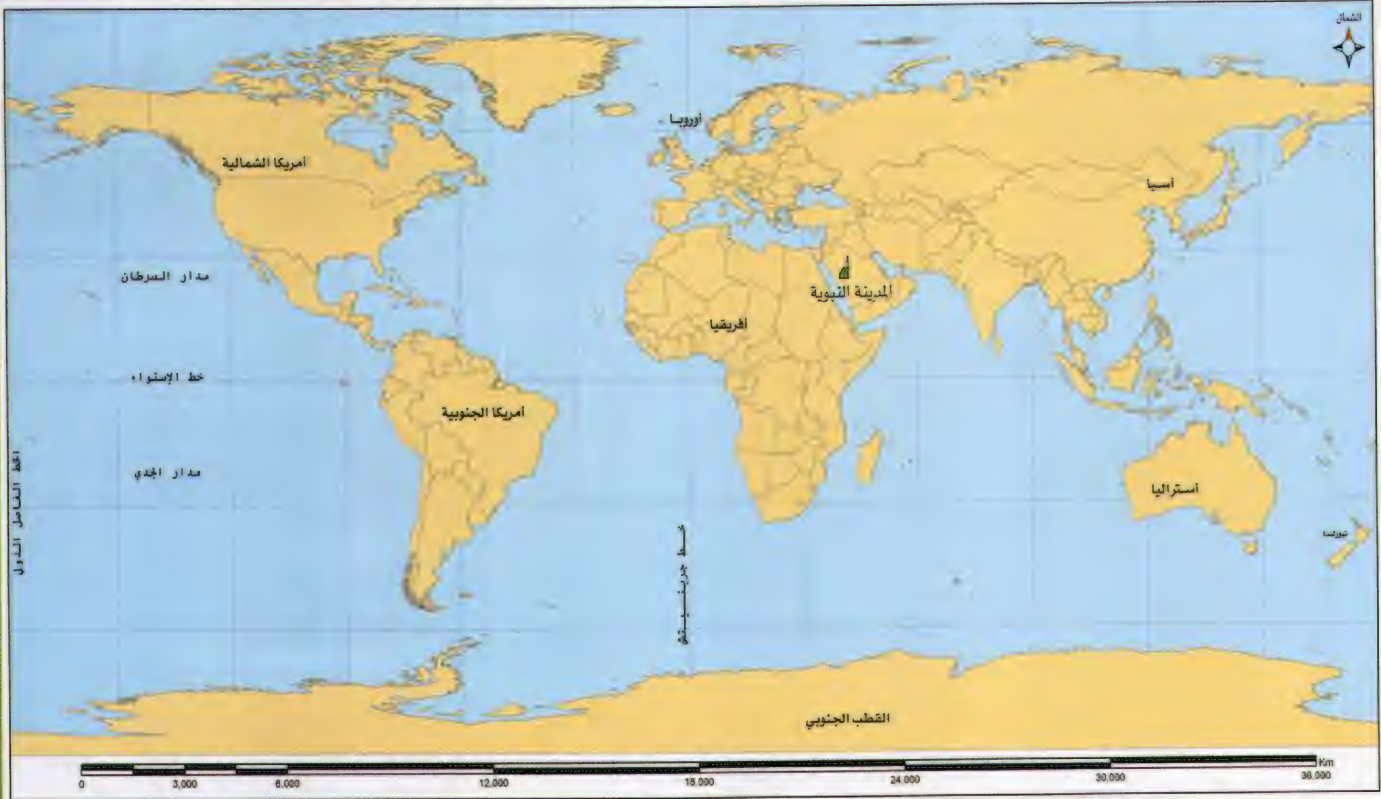 الشمال
أوروبا
أمريكا الشمالية
آسيا
مدار السرطان
المدينة النبوية
أفريقيا
خط الإستواء
أمريكا الجنوبية
مدار الجدي
الخط الفاصل الدولي
أستراليا
خط جرينتش
القطب الجنوبي
Km
0 3,000 6,000 12,000 18,000 24,000 30,000 36,000